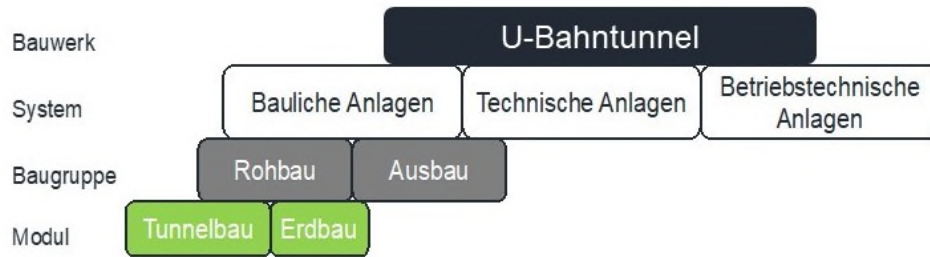 Bauwerk U-Bahntunnel
System Bauliche Anlagen Technische Anlagen Betriebstechnische
Anlagen
Baugruppe Rohbau Ausbau
Modul Tunnelbau Erdbau